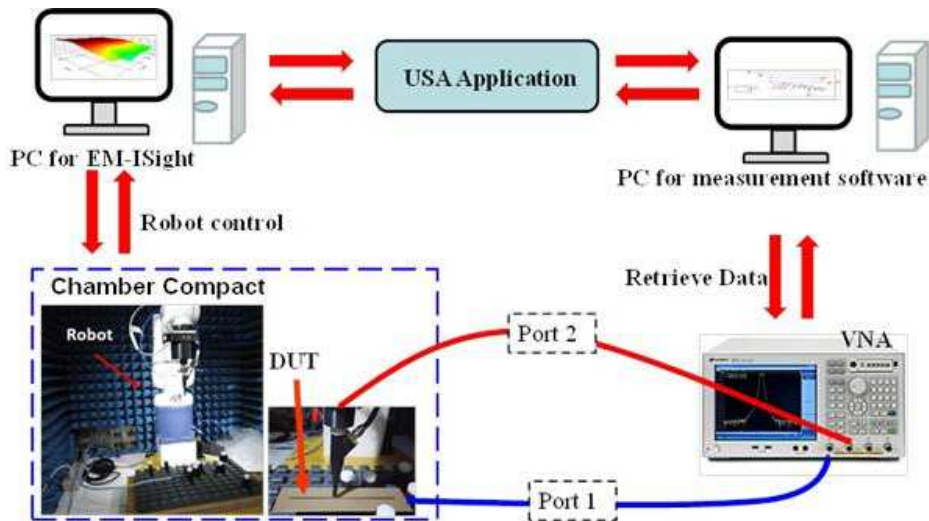 USA Application
PC for EM-ISight
PC for measurement software
Robot control
Retrieve Data
Chamber Compact
Robot
DUT
Port 2
VNA
Port 1